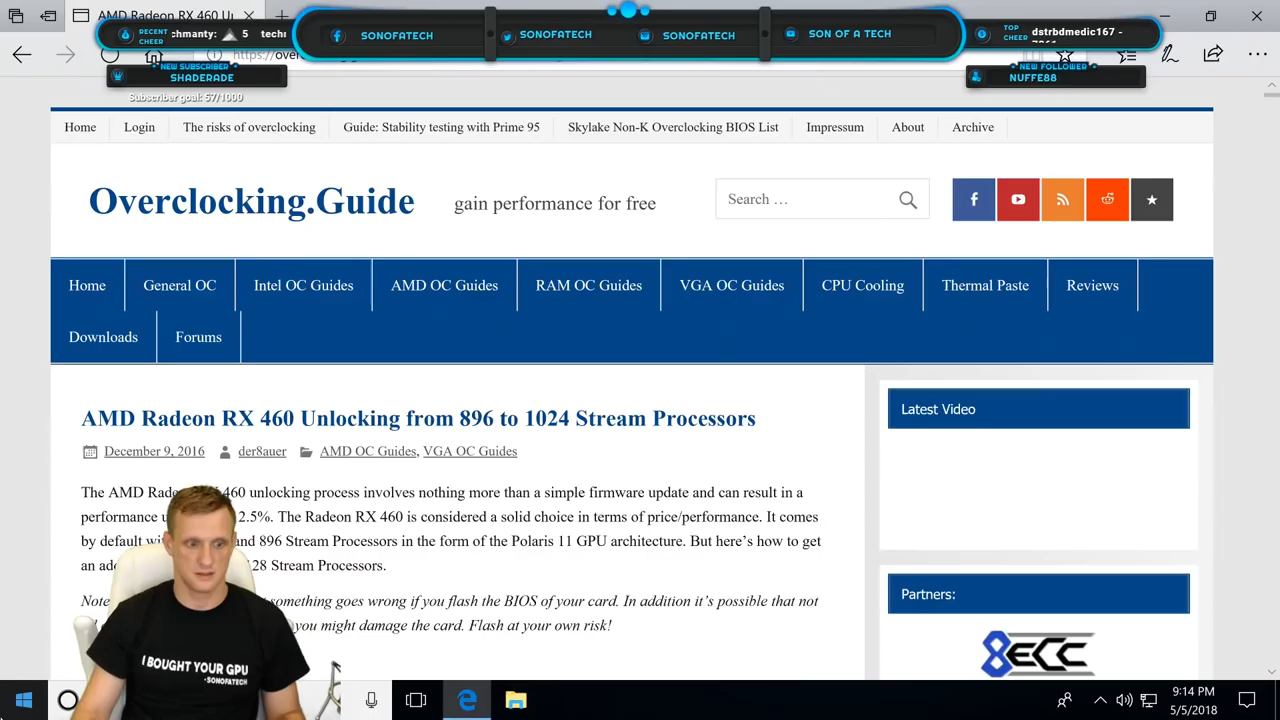 AMD Radeon RX 460 U
RECENT
CHEER
chmanty:
5
techr
SONOFATECH
SONOFATECH
SONOFATECH
SON OF A TECH
TOP
CHEER
dstrbdmedic167 -
NEW SUBSCRIBER
SHADERADE
Subscriber goal: 57/1000
NEW FOLLOWER
NUFFE88
Home
Login
The risks of overclocking
Guide: Stability testing with Prime 95
Skylake Non-K Overclocking BIOS List
Impressum
About
Archive
Overclocking.Guide
gain performance for free
Search …
Home
General OC
Intel OC Guides
AMD OC Guides
RAM OC Guides
VGA OC Guides
CPU Cooling
Thermal Paste
Reviews
Downloads
Forums
AMD Radeon RX 460 Unlocking from 896 to 1024 Stream Processors
December 9, 2016
der8auer
AMD OC Guides, VGA OC Guides
The AMD Rade 460 unlocking process involves nothing more than a simple firmware update and can result in a
performance 2.5%. The Radeon RX 460 is considered a solid choice in terms of price/performance. It comes
by default wi and 896 Stream Processors in the form of the Polaris 11 GPU architecture. But here's how to get
an 28 Stream Processors.
Note something goes wrong if you flash the BIOS of your card. In addition it's possible that not
you might damage the card. Flash at your own risk!
Latest Video
Partners:
8ECC
I BOUGHT YOUR GPU
-SONOFATECH
9:14 PM
5/5/2018